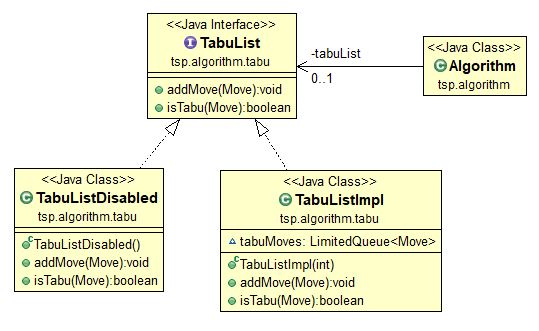 <<Java Interface>>
TabuList
tsp.algorithm.tabu
addMove(Move):void
isTabu(Move):boolean
-tabuList
0..1
<<Java Class>>
Algorithm
tsp.algorithm
<<Java Class>>
TabuListDisabled
tsp.algorithm.tabu
TabuListDisabled()
addMove(Move):void
isTabu(Move):boolean
<<Java Class>>
TabuListImpl
tsp.algorithm.tabu
tabuMoves: LimitedQueue<Move>
TabuListImpl(int)
addMove(Move):void
isTabu(Move):boolean